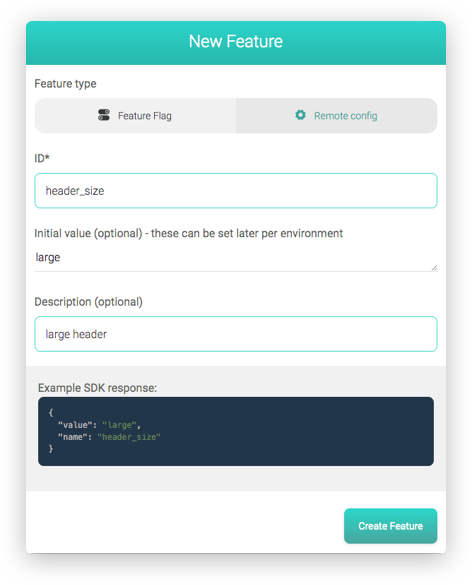 New Feature
Feature type
Feature Flag
Remote config
ID*
header_size
Initial value (optional) - these can be set later per environment
large
Description (optional)
large header
Example SDK response:
{
"value": "large",
"name": "header_size"
}
Create Feature